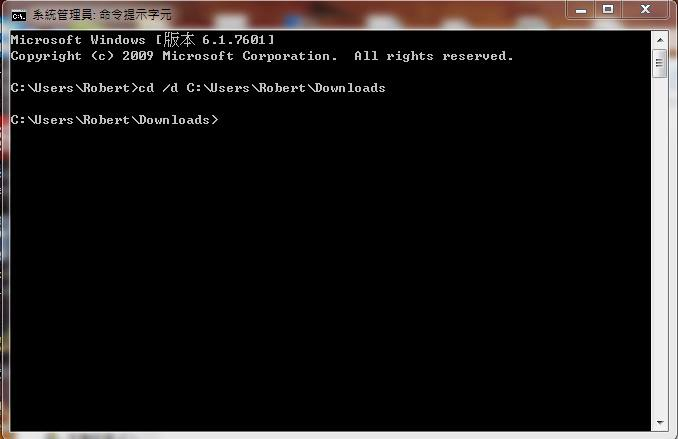 系統管理員: 命令提示字元
Microsoft Windows [版本 6.1.7601]
Copyright (c) 2009 Microsoft Corporation.  All rights reserved.
C:\Users\Robert>cd /d C:\Users\Robert\Downloads
C:\Users\Robert\Downloads>